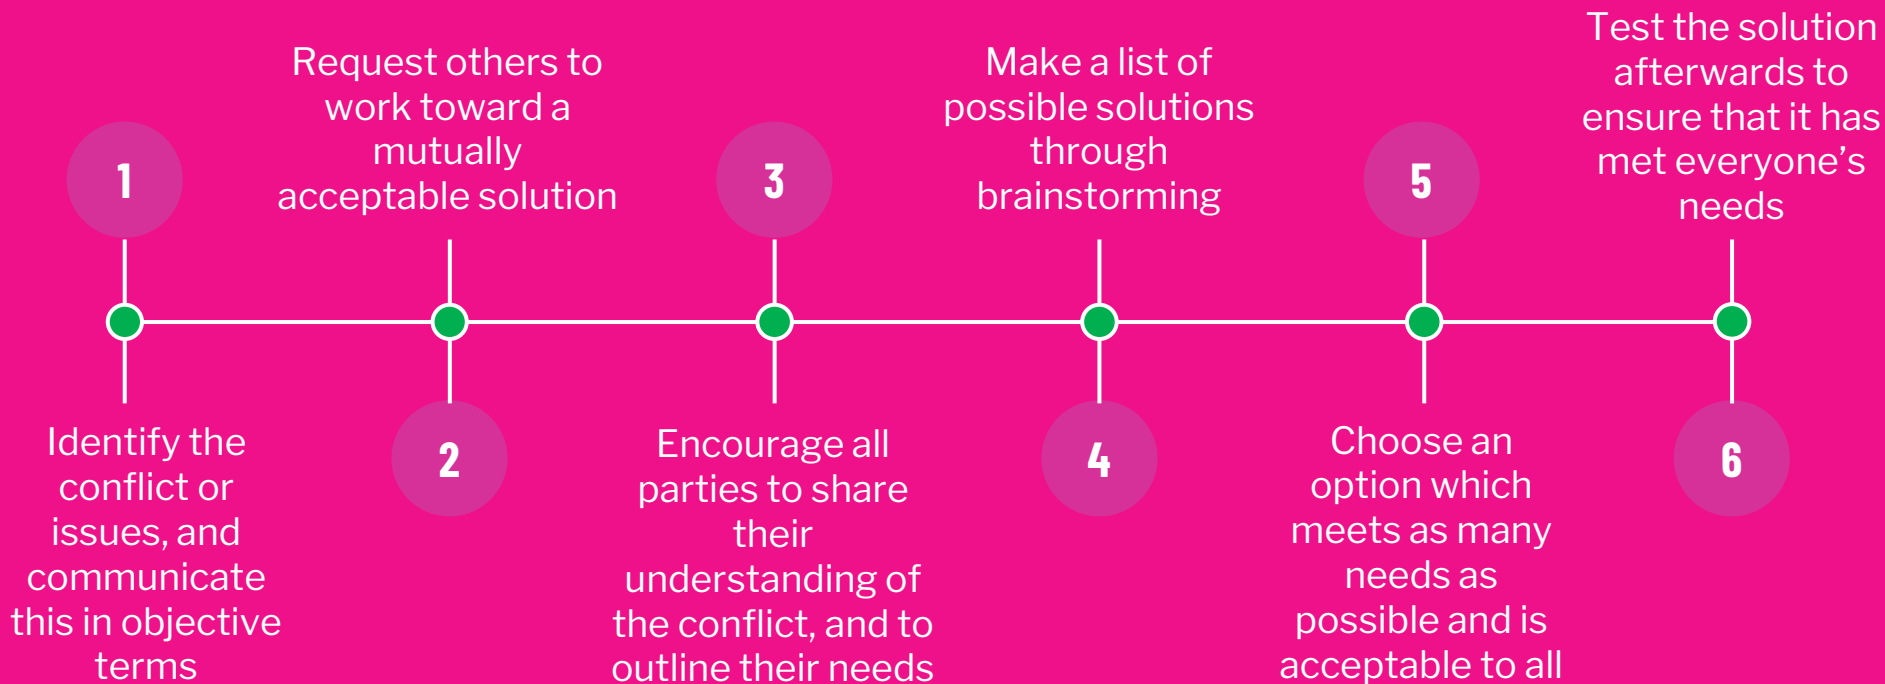 1
Identify the
conflict or
issues, and
communicate
this in objective
terms
Request others to
work toward a
mutually
acceptable solution
2
3
Encourage all
parties to share
their
understanding of
the conflict, and to
outline their needs
Make a list of
possible solutions
through
brainstorming
4
5
Choose an
option which
meets as many
needs as
possible and is
acceptable to all
Test the solution
afterwards to
ensure that it has
met everyone’s
needs
6